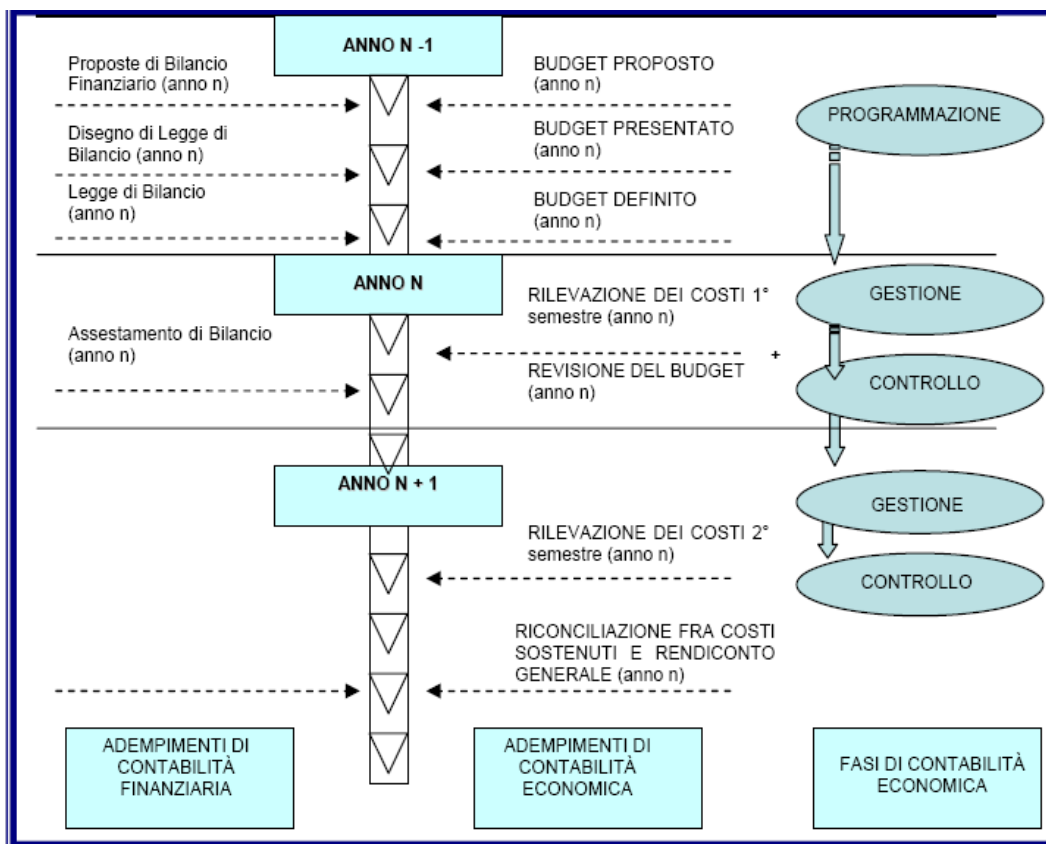 ANNO N -1
Proposte di Bilancio
Finanziario (anno n)
BUDGET PROPOSTO
(anno n)
PROGRAMMAZIONE
Disegno di Legge di
Bilancio (anno n)
BUDGET PRESENTATO
(anno n)
Legge di Bilancio
(anno n)
BUDGET DEFINITO
(anno n)
ANNO N
RILEVAZIONE DEI COSTI 1°
semestre (anno n)
GESTIONE
Assestamento di Bilancio
(anno n)
+
REVISIONE DEL BUDGET
(anno n)
CONTROLLO
ANNO N + 1
GESTIONE
RILEVAZIONE DEI COSTI 2°
semestre (anno n)
CONTROLLO
RICONCILIAZIONE FRA COSTI
SOSTENUTI E RENDICONTO
GENERALE (anno n)
ADEMPIMENTI DI
CONTABILITÀ
FINANZIARIA
ADEMPIMENTI DI
CONTABILITÀ
ECONOMICA
FASI DI CONTABILITÀ
ECONOMICA